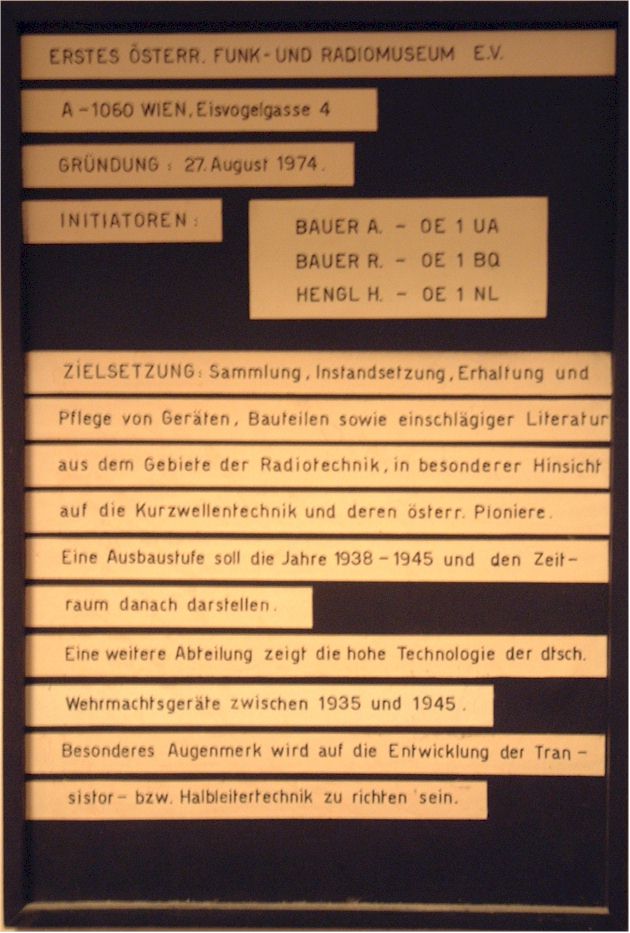 ERSTES ÖSTERR. FUNK-UND RADIOMUSEUM E.V.
A-1060 WIEN, Eisvogelgasse 4
GRÜNDUNG: 27. August 1974.
INITIATOREN:
BAUER A. - OE 1 UA
BAUER R. - OE 1 BQ
HENGL H. - OE 1 NL
ZIELSETZUNG: Sammlung, Instandsetzung, Erhaltung und
Pflege von Geräten, Bauteilen sowie einschlägiger Literatur
aus dem Gebiete der Radiotechnik, in besonderer Hinsicht
auf die Kurzwellentechnik und deren österr. Pioniere.
Eine Ausbaustufe soll die Jahre 1938-1945 und den Zeit-
raum danach darstellen.
Eine weitere Abteilung zeigt die hohe Technologie der dtsch.
Wehrmachtsgeräte zwischen 1935 und 1945.
Besonderes Augenmerk wird auf die Entwicklung der Tran-
sistor- bzw. Halbleitertechnik zu richten sein.